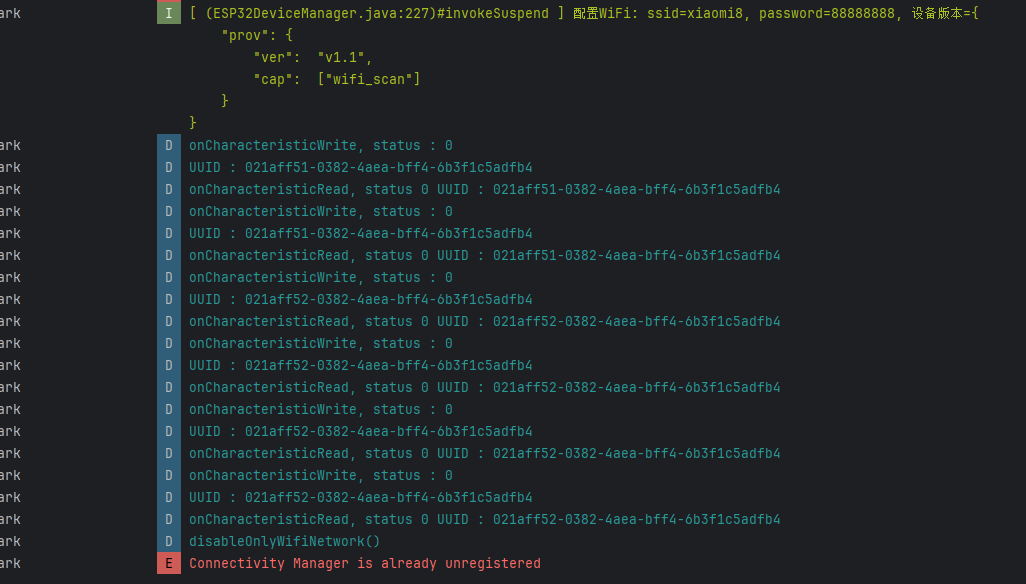 ark I [ (ESP32DeviceManager.java:227)#invokeSuspend ] 配置WiFi: ssid=xiaomi8, password=88888888, 设备版本={
"prov": {
"ver":  "v1.1",
"cap":  ["wifi_scan"]
}
}
ark D onCharacteristicWrite, status : 0
ark D UUID : 021aff51-0382-4aea-bff4-6b3f1c5adfb4
ark D onCharacteristicRead, status 0 UUID : 021aff51-0382-4aea-bff4-6b3f1c5adfb4
ark D onCharacteristicWrite, status : 0
ark D UUID : 021aff51-0382-4aea-bff4-6b3f1c5adfb4
ark D onCharacteristicRead, status 0 UUID : 021aff51-0382-4aea-bff4-6b3f1c5adfb4
ark D onCharacteristicWrite, status : 0
ark D UUID : 021aff52-0382-4aea-bff4-6b3f1c5adfb4
ark D onCharacteristicRead, status 0 UUID : 021aff52-0382-4aea-bff4-6b3f1c5adfb4
ark D onCharacteristicWrite, status : 0
ark D UUID : 021aff52-0382-4aea-bff4-6b3f1c5adfb4
ark D onCharacteristicRead, status 0 UUID : 021aff52-0382-4aea-bff4-6b3f1c5adfb4
ark D onCharacteristicWrite, status : 0
ark D UUID : 021aff52-0382-4aea-bff4-6b3f1c5adfb4
ark D onCharacteristicRead, status 0 UUID : 021aff52-0382-4aea-bff4-6b3f1c5adfb4
ark D onCharacteristicWrite, status : 0
ark D UUID : 021aff52-0382-4aea-bff4-6b3f1c5adfb4
ark D onCharacteristicRead, status 0 UUID : 021aff52-0382-4aea-bff4-6b3f1c5adfb4
ark D disableOnlyWifiNetwork()
ark E Connectivity Manager is already unregistered